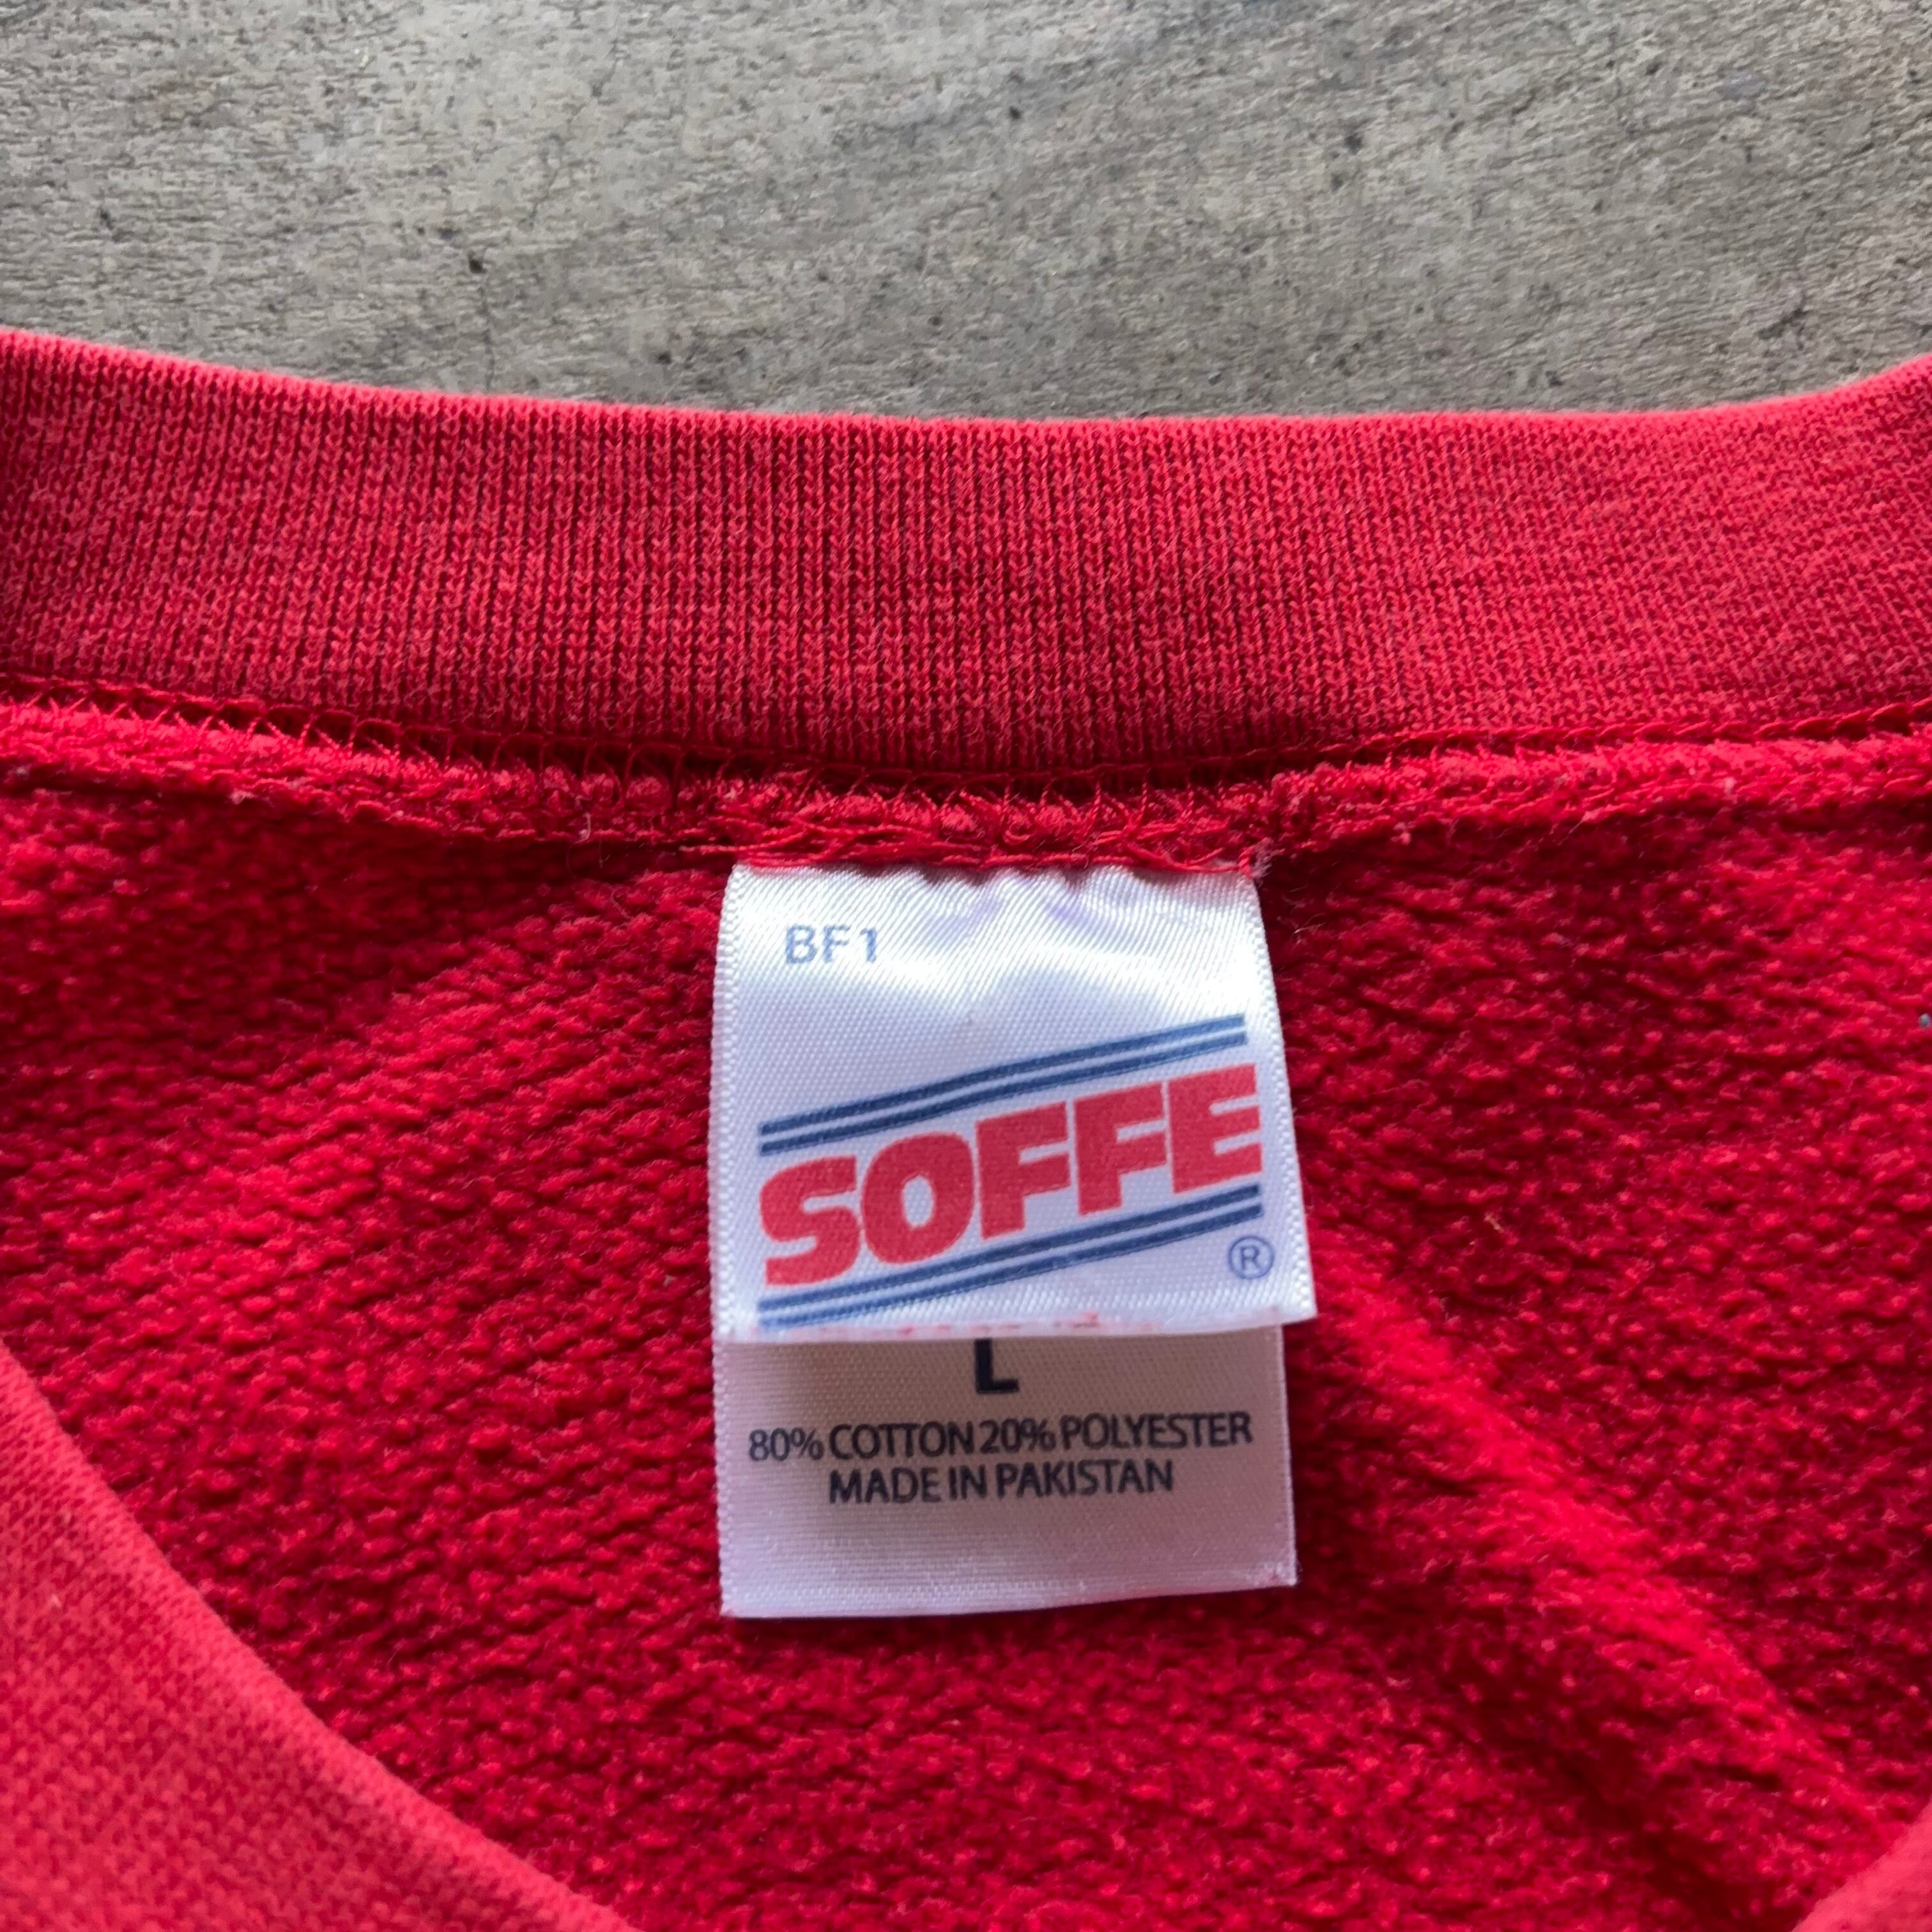 BF1
SOFFE
®
L
80% COTTON 20% POLYESTER
MADE IN PAKISTAN